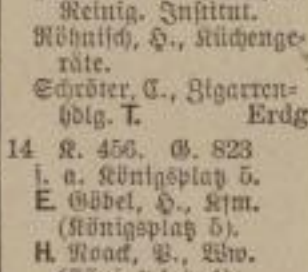 Reinig. Institut.
Röhnisch, H., Küchenge-
räte.
Schröter, C., Zigarren-
hdlg. T. Erdg
14 K. 456. G. 823
s. a. Königsplatz 5.
E. Göbel, H., Kfm.
(Königsplatz 5).
H. Noack, B., Ww.